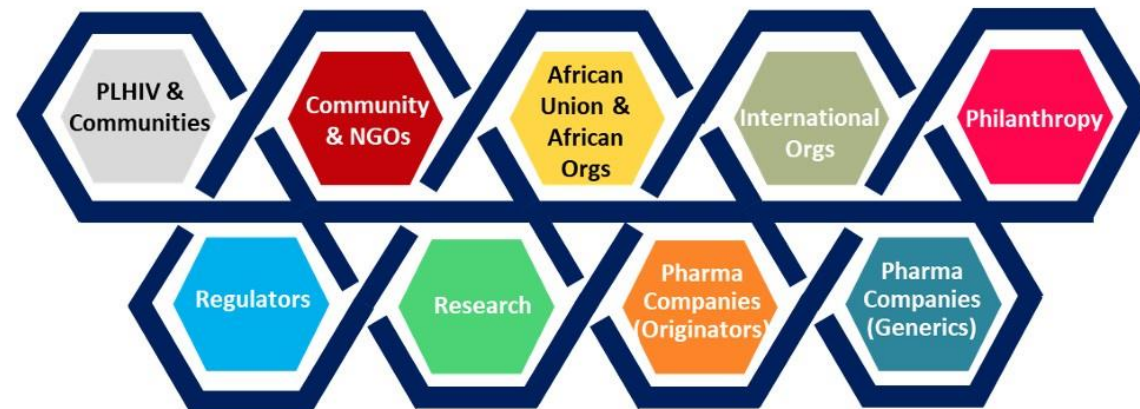 PLHIV &
Communities
Community
& NGOs
African
Union &
African
Orgs
International
Orgs
Philanthropy
Regulators
Research
Pharma
Companies
(Originators)
Pharma
Companies
(Generics)